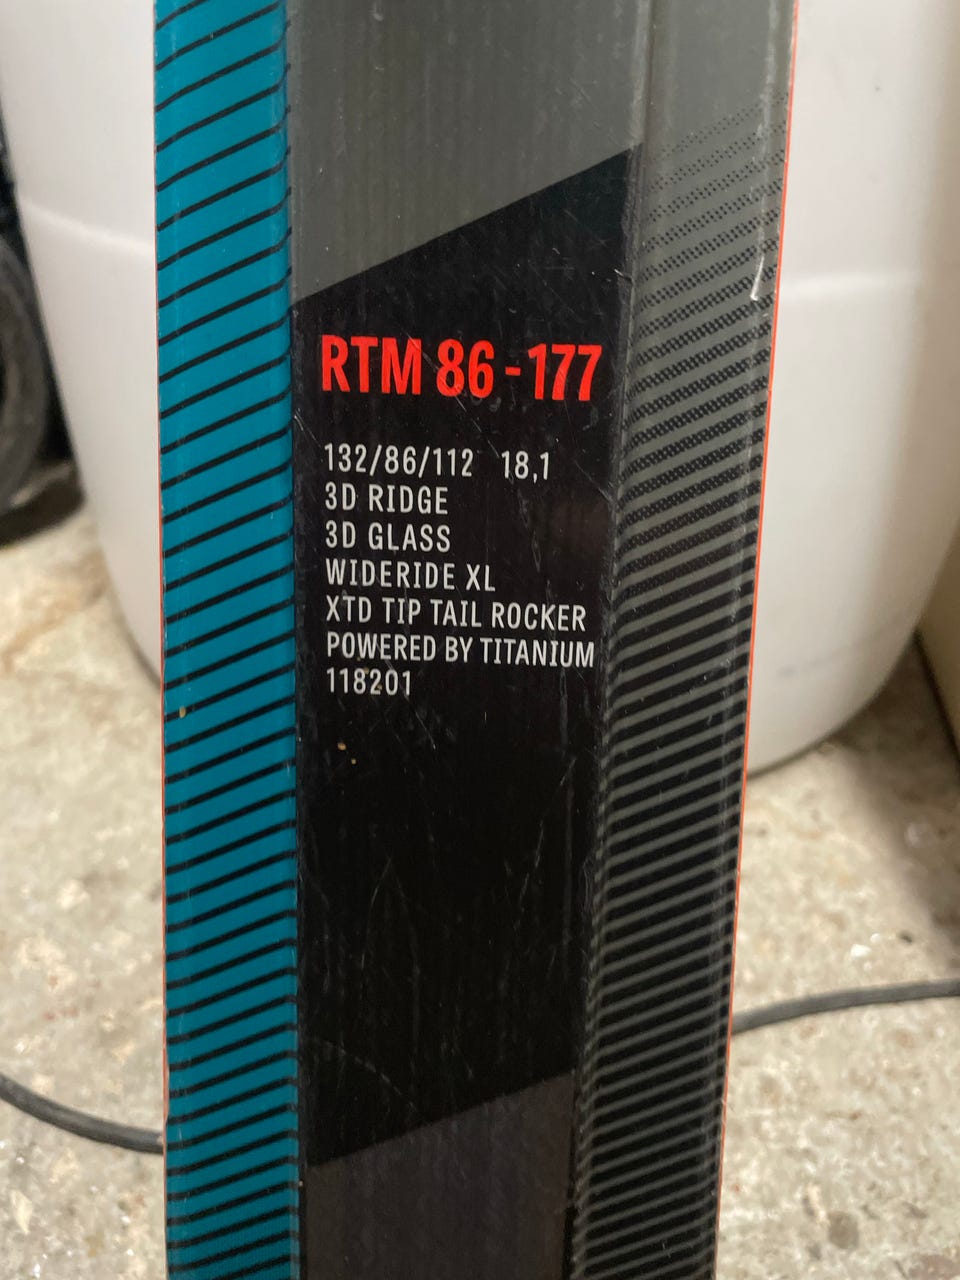 RTM 86 - 177
132/86/112 18,1
3D RIDGE
3D GLASS
WIDERIDE XL
XTD TIP TAIL ROCKER
POWERED BY TITANIUM
118201